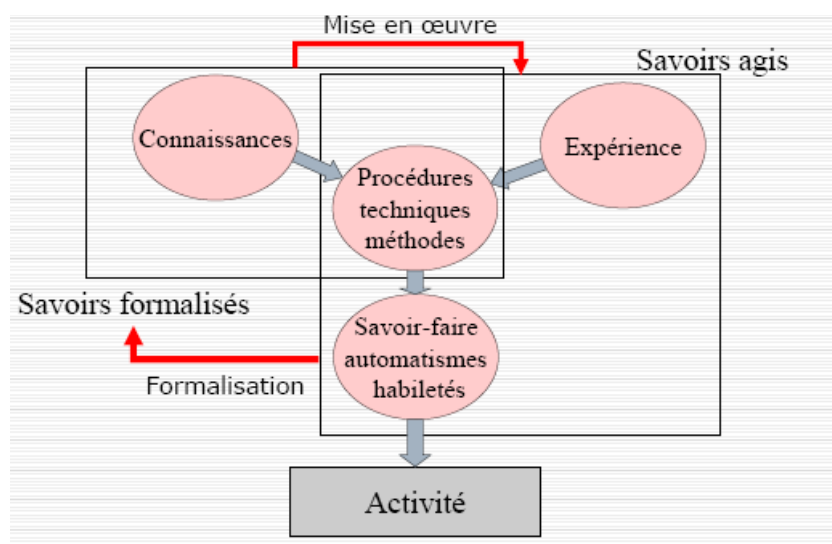 Mise en œuvre
Savoirs agis
Connaissances
Expérience
Procédures
techniques
méthodes
Savoirs formalisés
Savoir-faire
automatismes
habiletés
Formalisation
Activité